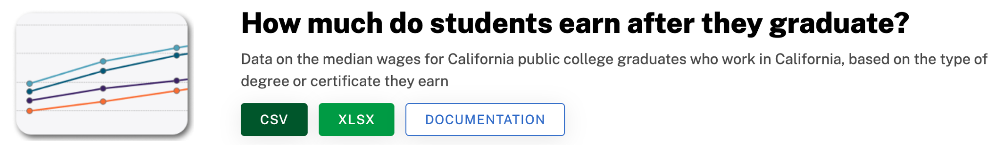 How much do students earn after they graduate?
Data on the median wages for California public college graduates who work in California, based on the type of
degree or certificate they earn
CSV XLSX DOCUMENTATION